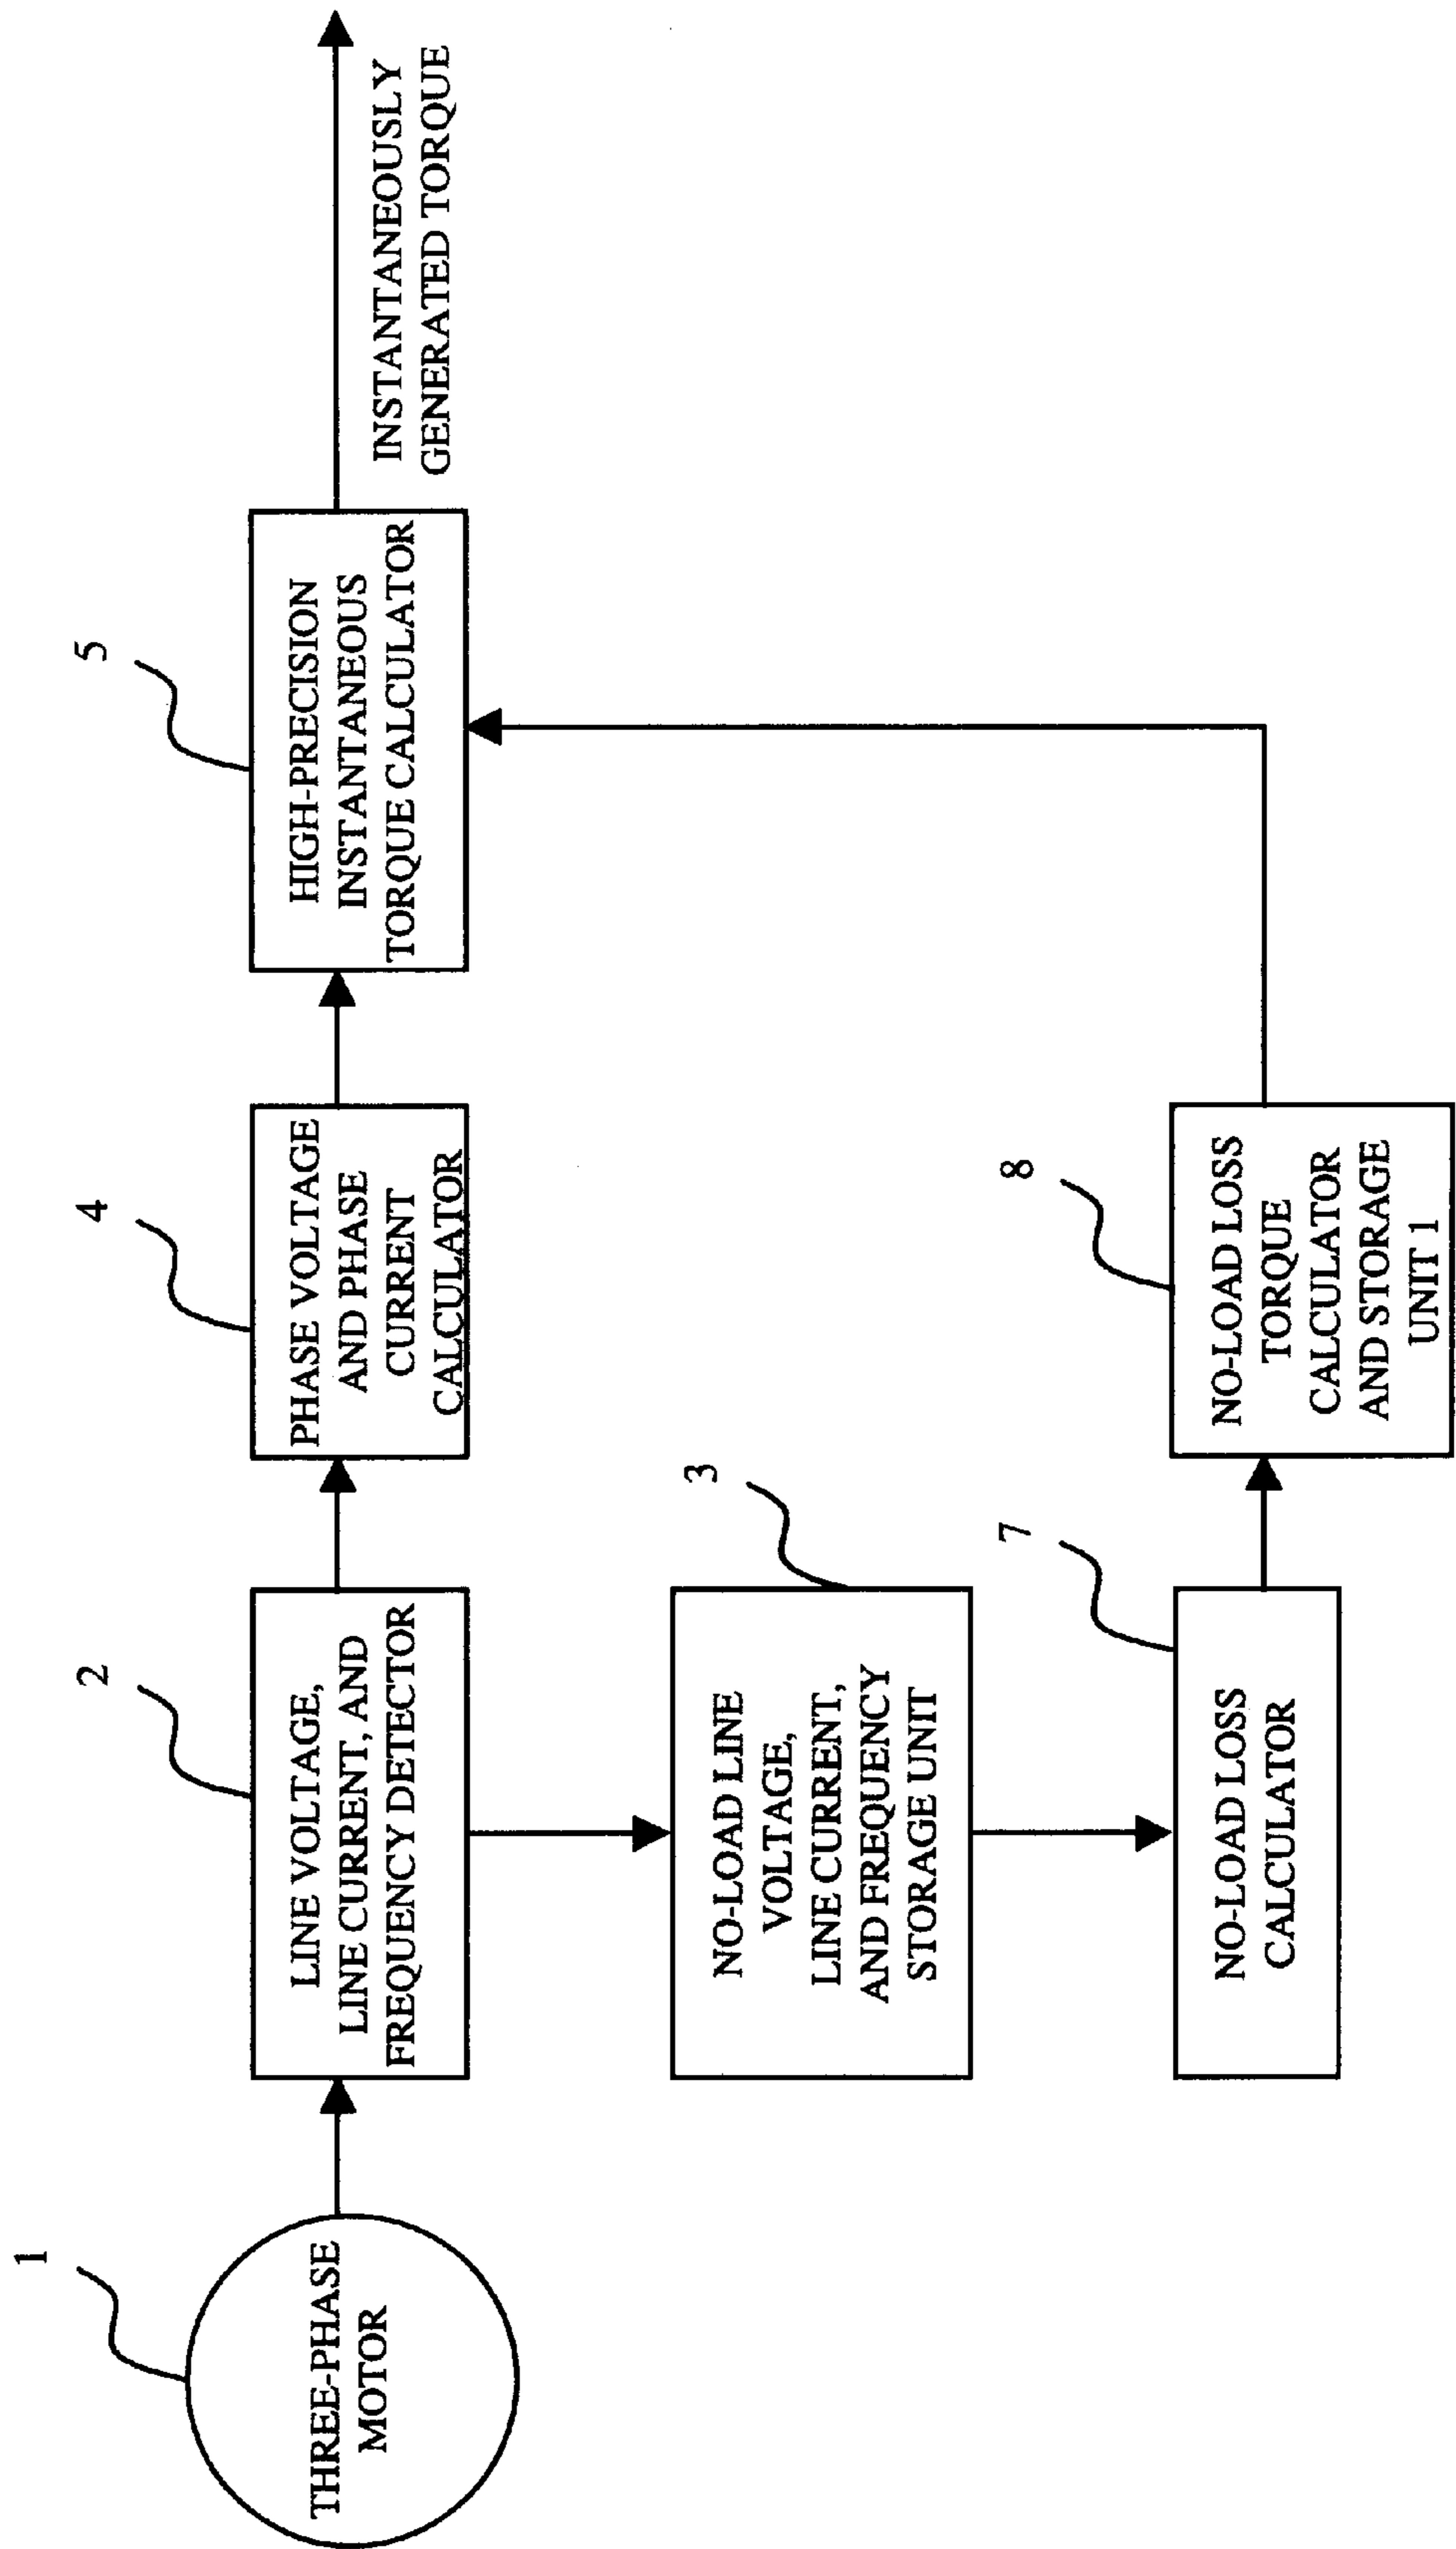 1
THREE-PHASE
MOTOR
2
LINE VOLTAGE,
LINE CURRENT, AND
FREQUENCY DETECTOR
4
PHASE VOLTAGE
AND PHASE
CURRENT
CALCULATOR
5
HIGH-PRECISION
INSTANTANEOUS
TORQUE CALCULATOR
INSTANTANEOUSLY
GENERATED TORQUE
3
NO-LOAD LINE
VOLTAGE,
LINE CURRENT,
AND FREQUENCY
STORAGE UNIT
7
NO-LOAD LOSS
CALCULATOR
8
NO-LOAD LOSS
TORQUE
CALCULATOR
AND STORAGE
UNIT 1